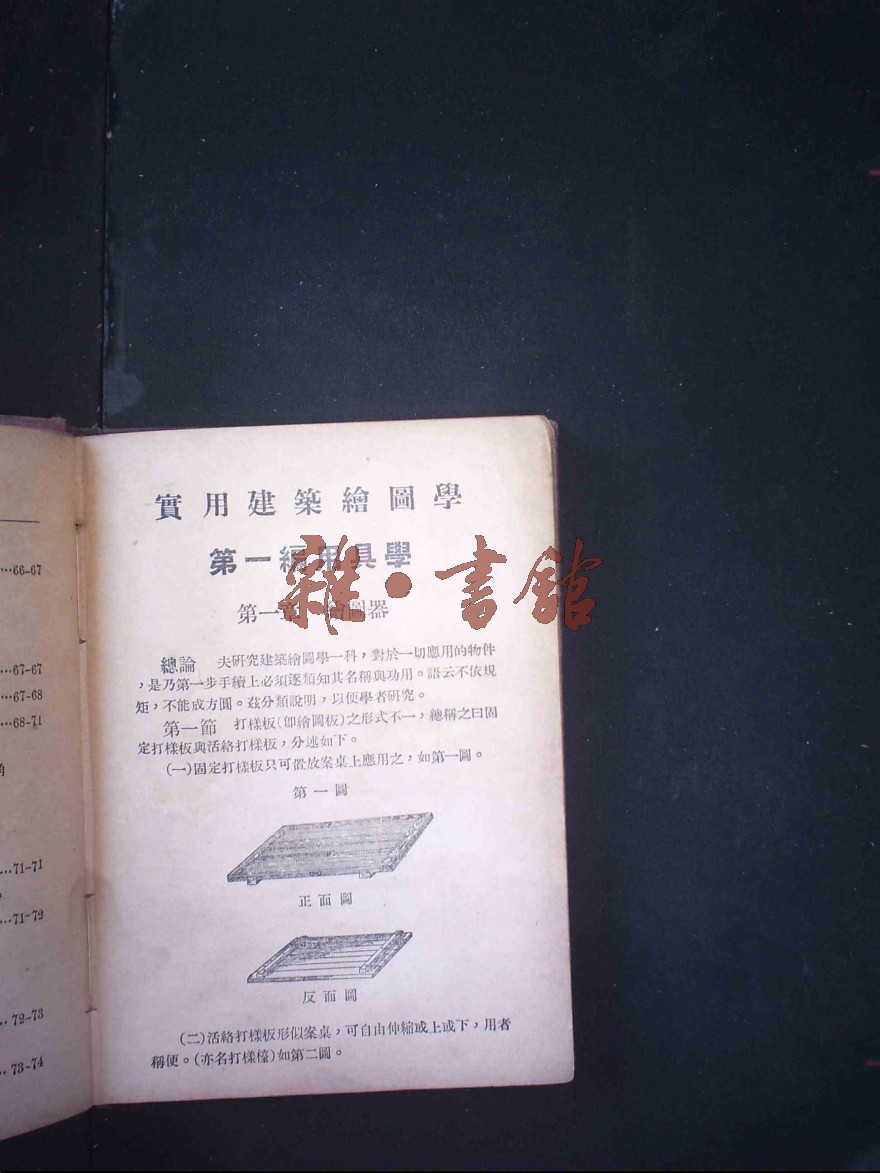 …66-67
…67-67
…67-68
…68-71
角
…71-71
…71-72
…72-73
…73-74
實用建築繪圖學
第一編用具學
第一章 繪圖器
總論 夫研究建築繪圖學一科，對於一切應用的物件
，是乃第一步手續上必須逐類知其名稱與功用。語云不依規
矩，不能成方圓。茲分類說明，以便學者研究。
第一節 打樣板(卽繪圖板)之形式不一，總稱之曰固
定打樣板與活絡打樣板，分述如下。
(一)固定打樣板只可置放案桌上應用之，如第一圖。
第一圖
正面圖
反面圖
(二)活絡打樣板形似案桌，可自由伸縮或上或下，用者
稱便。(亦名打樣檯)如第二圖。
雜·書館